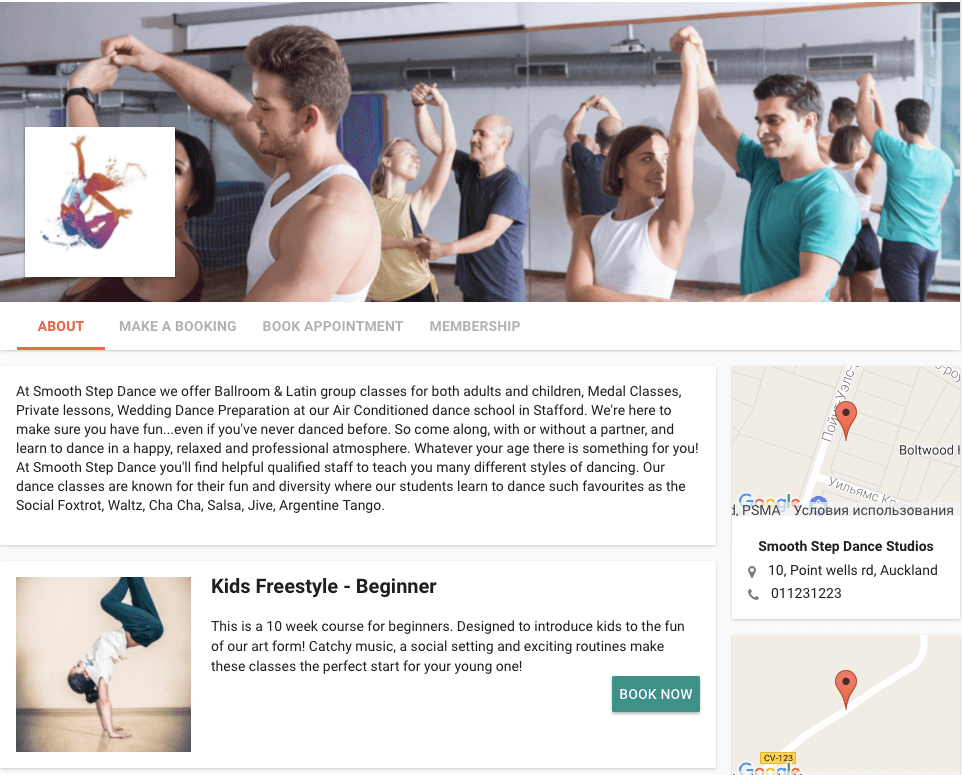 ABOUT
MAKE A BOOKING
BOOK APPOINTMENT
MEMBERSHIP
At Smooth Step Dance we offer Ballroom & Latin group classes for both adults and children, Medal Classes,
Private lessons, Wedding Dance Preparation at our Air Conditioned dance school in Stafford. We're here to
make sure you have fun...even if you've never danced before. So come along, with or without a partner, and
learn to dance in a happy, relaxed and professional atmosphere. Whatever your age there is something for you!
At Smooth Step Dance you'll find helpful qualified staff to teach you many different styles of dancing. Our
dance classes are known for their fun and diversity where our students learn to dance such favourites as the
Social Foxtrot, Waltz, Cha Cha, Salsa, Jive, Argentine Tango.
Kids Freestyle - Beginner
This is a 10 week course for beginners. Designed to introduce kids to the fun
of our art form! Catchy music, a social setting and exciting routines make
these classes the perfect start for your young one!
BOOK NOW
Пойнт Уэлс-
Boltwood
Уильямс
Google
PSMA Условия использования
Smooth Step Dance Studios
10, Point wells rd, Auckland
011231223
CV-123
Google